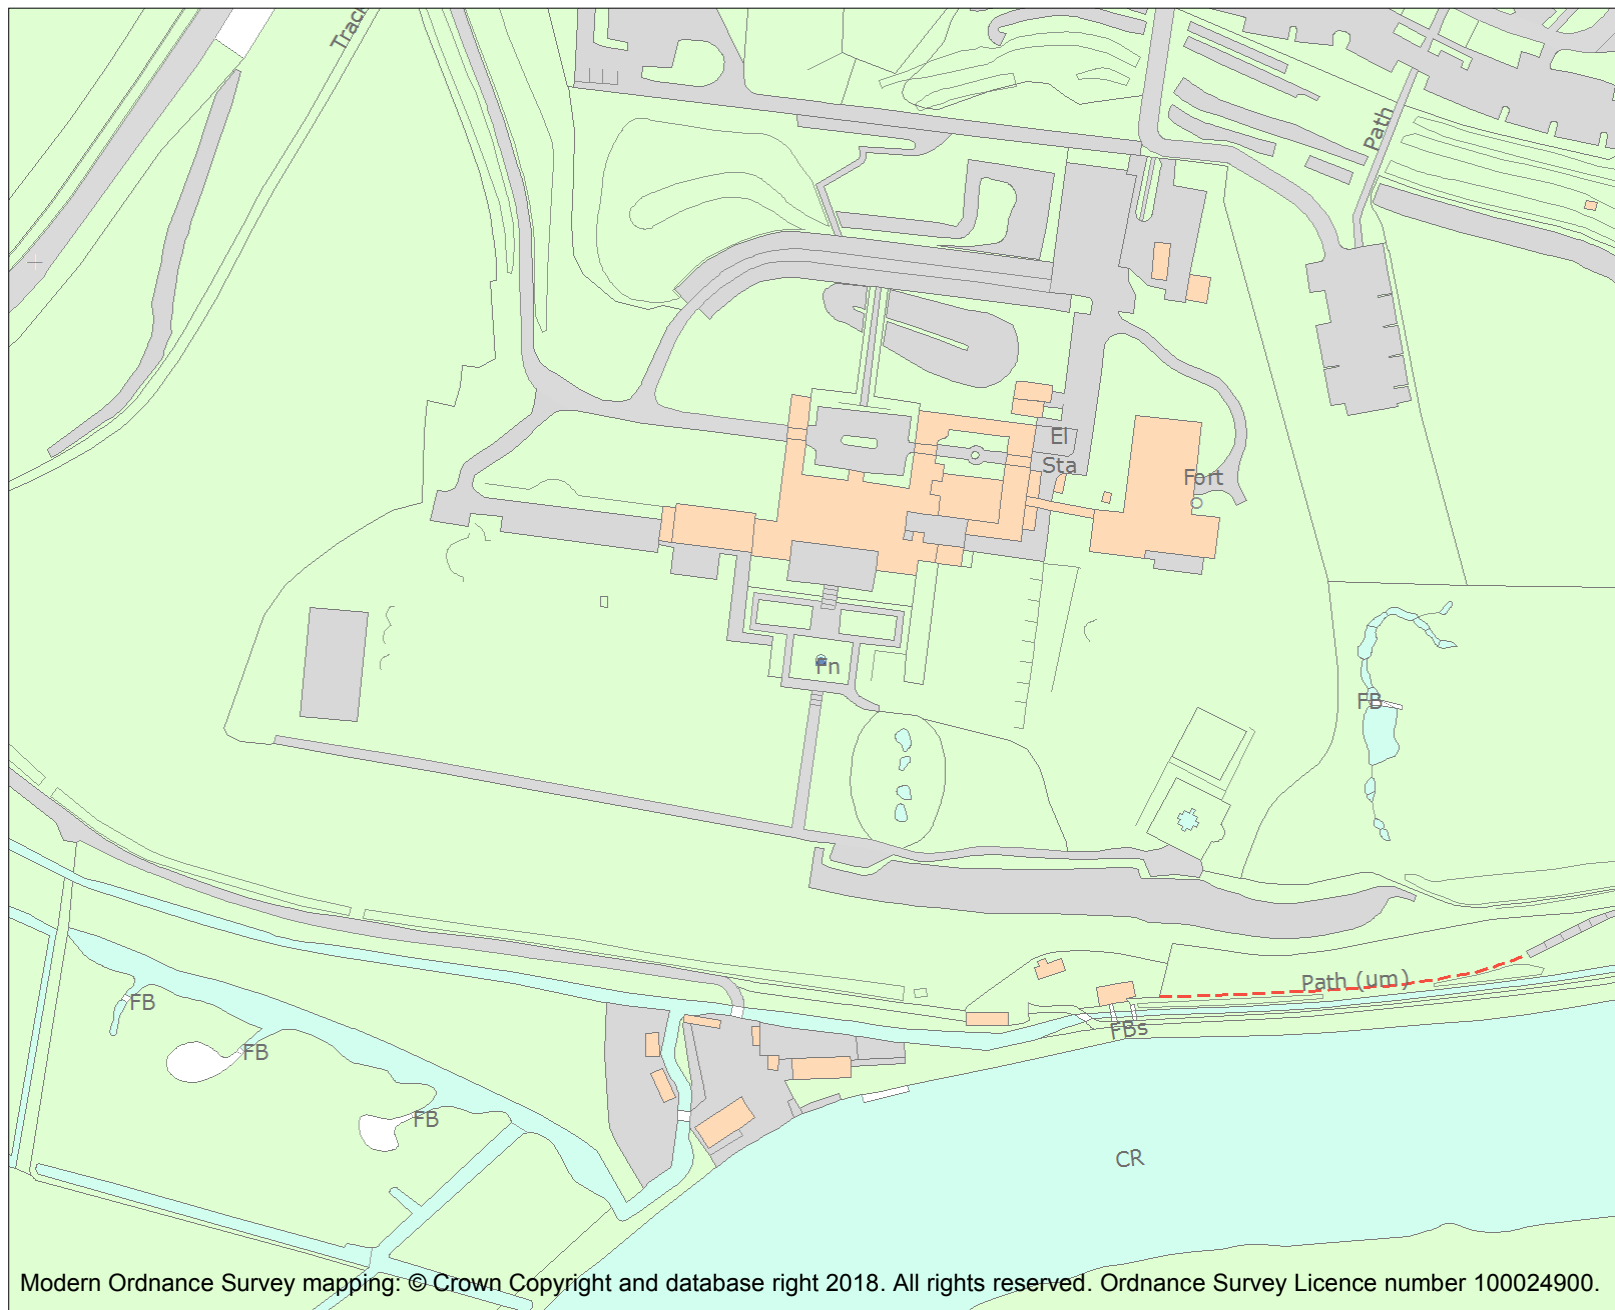 Track
Path
El
Sta
Fort
Fn
FB
Path (um)
FB
FBs
FB
FB
CR
Modern Ordnance Survey mapping: © Crown Copyright and database right 2018. All rights reserved. Ordnance Survey Licence number 100024900.